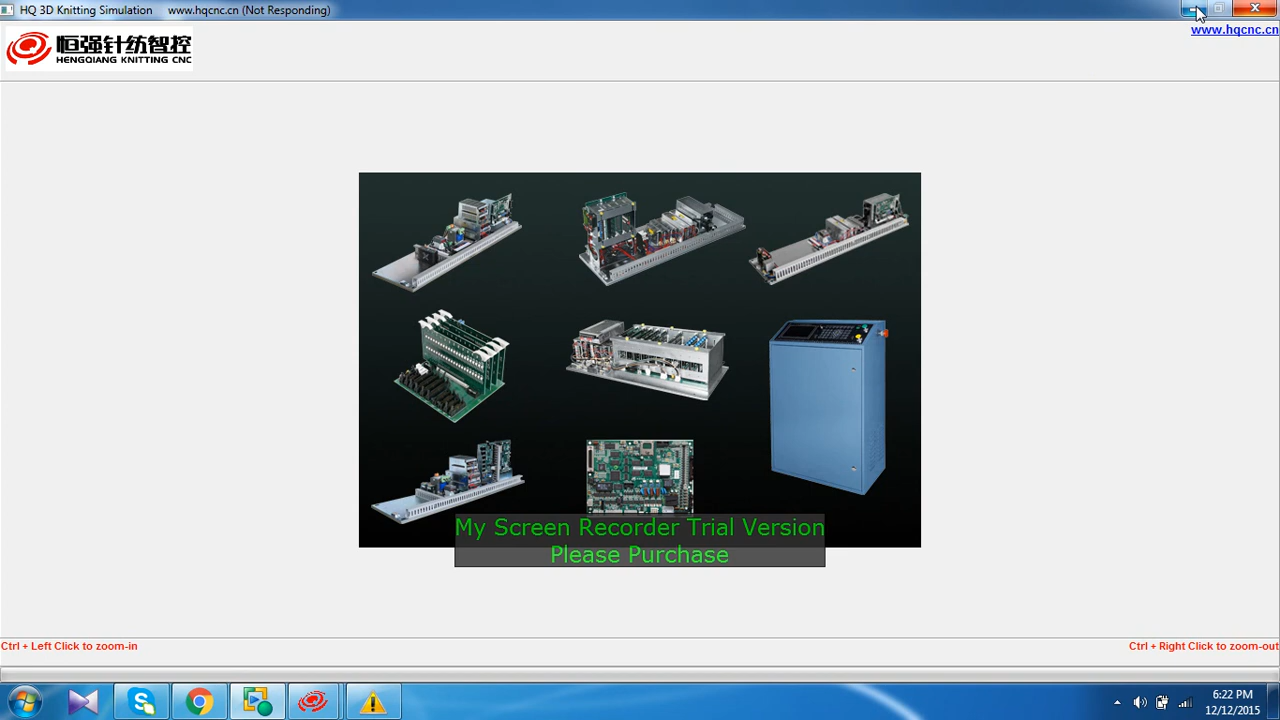 HQ 3D Knitting Simulation www.hqcnc.cn (Not Responding)
www.hqcnc.cn
恒强针纺智控
HENGQIANG KNITTING CNC
My Screen Recorder Trial Version
Please Purchase
Ctrl + Left Click to zoom-in
Ctrl + Right Click to zoom-out
6:22 PM
12/12/2015